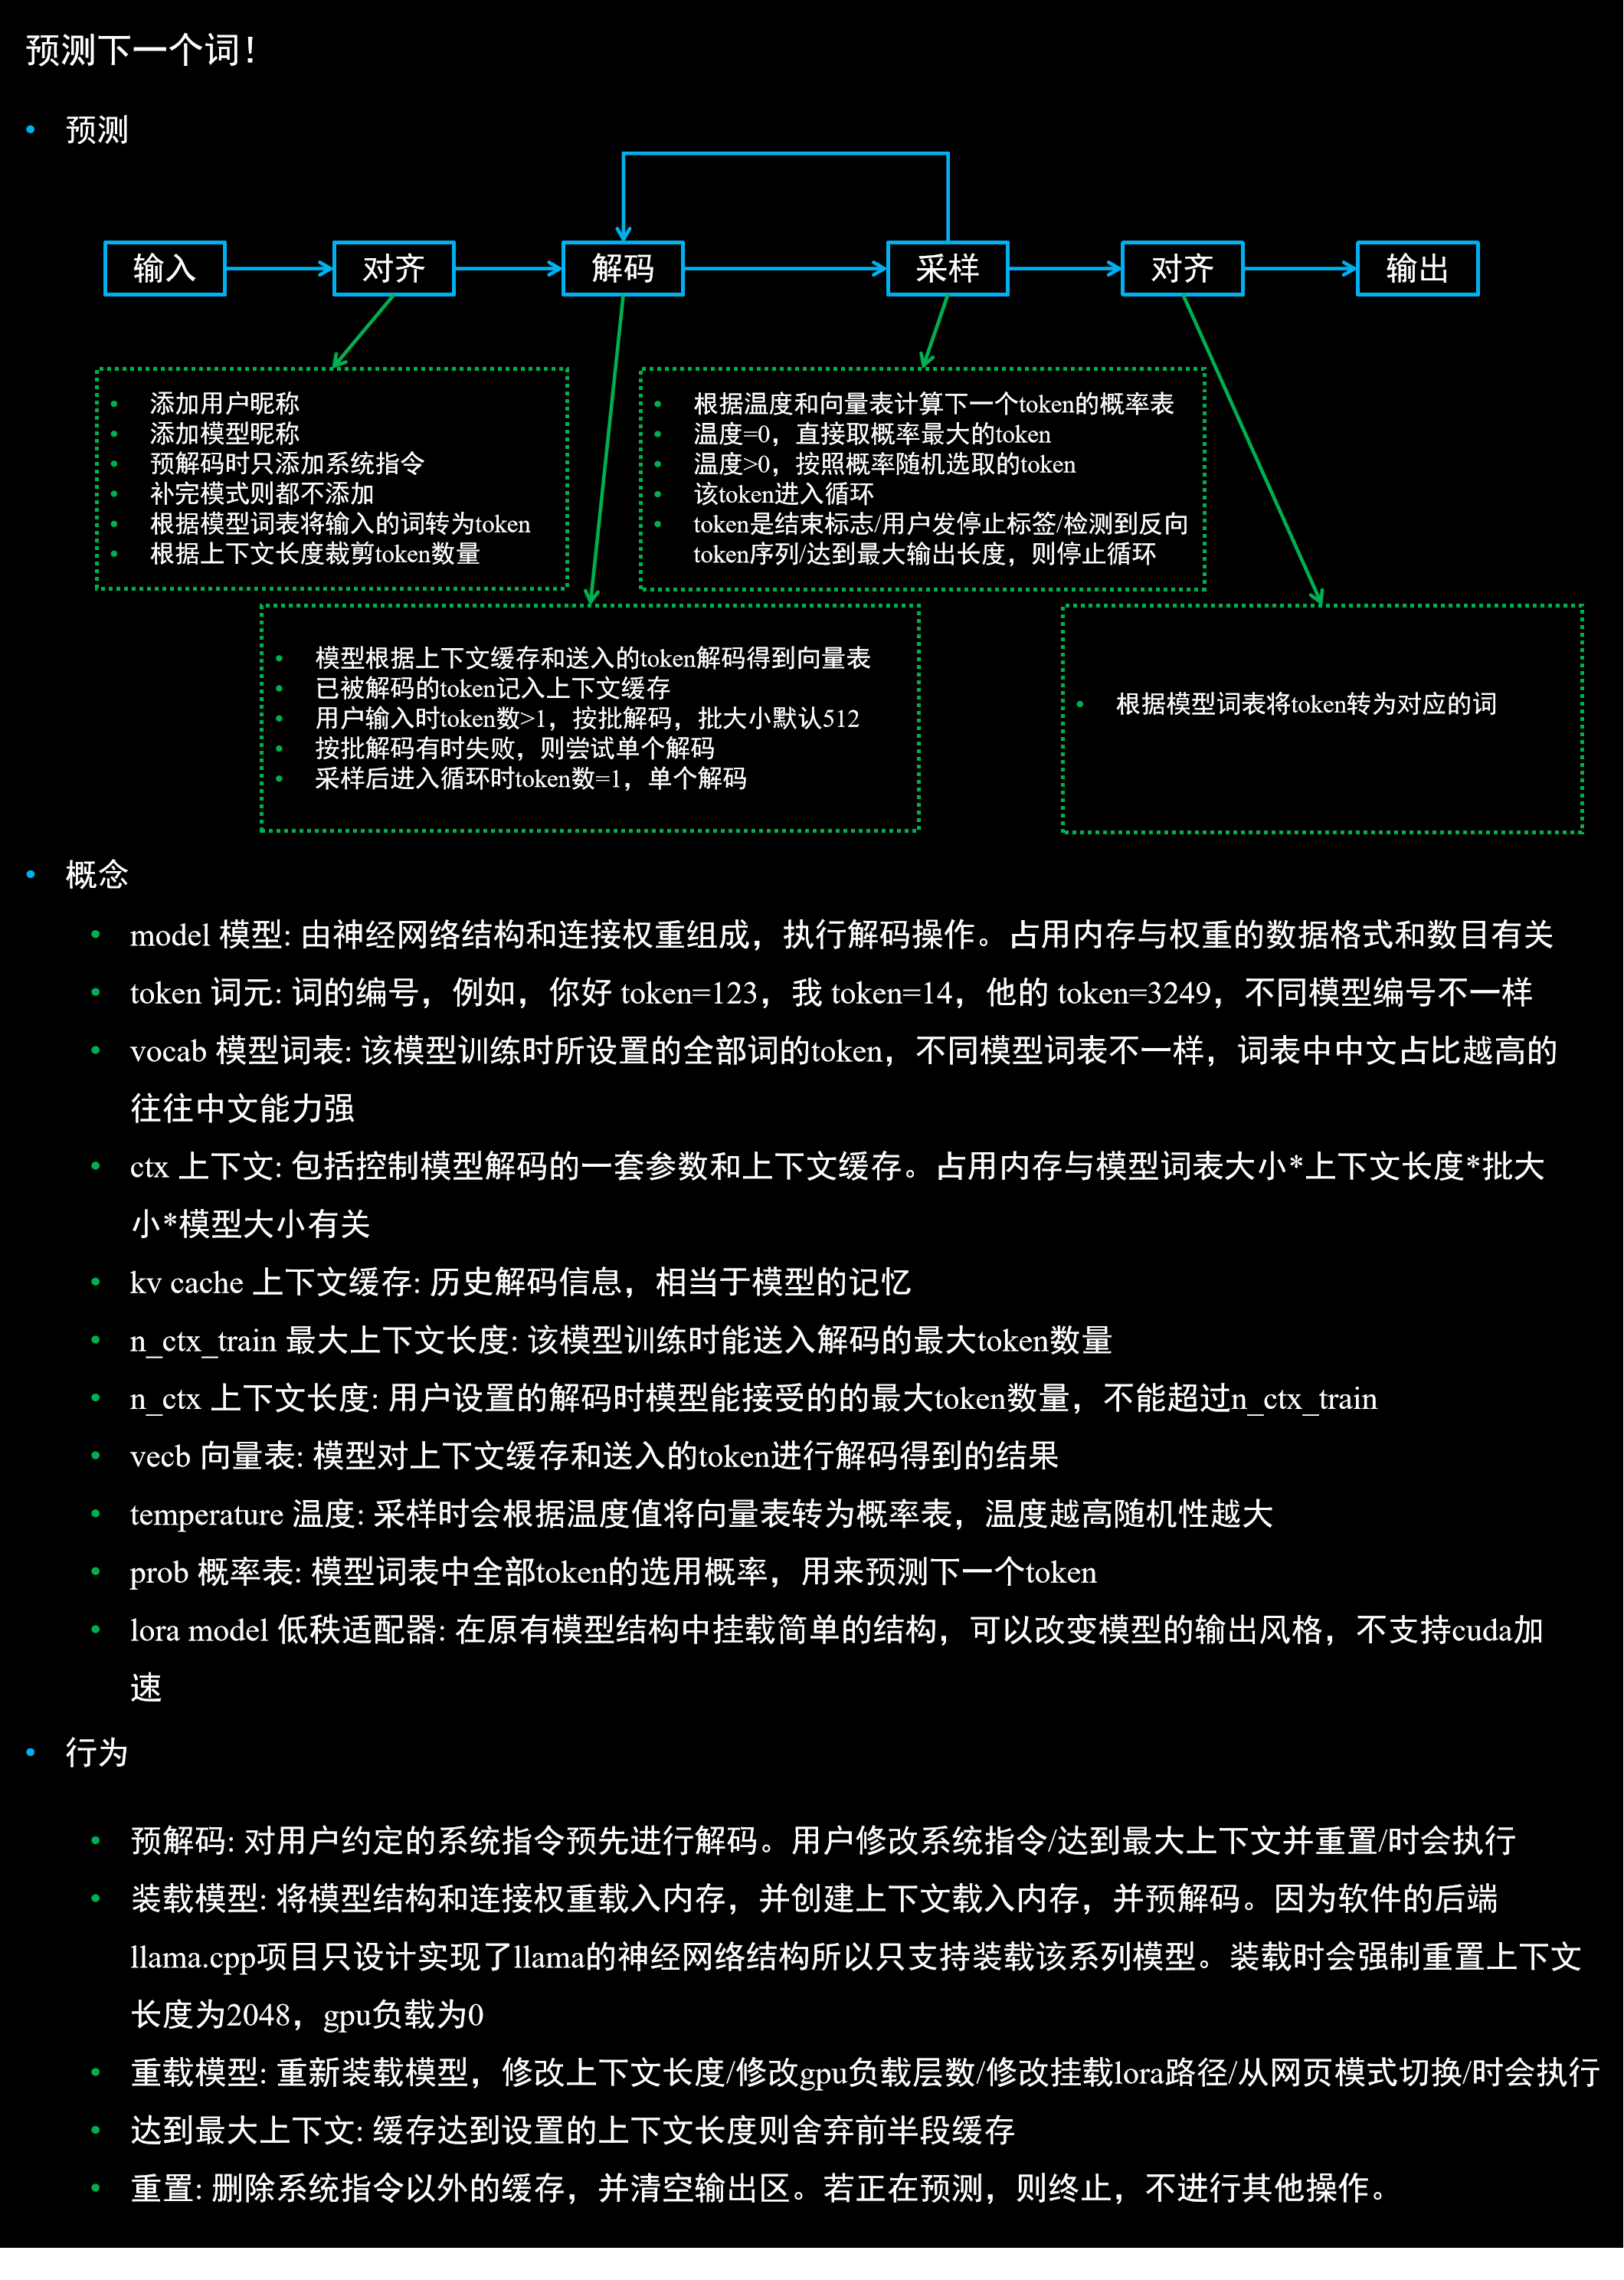 预测下一个词！
预测
输入
对齐
解码
采样
对齐
输出
添加用户昵称
添加模型昵称
预解码时只添加系统指令
补完模式则都不添加
根据模型词表将输入的词转为token
根据上下文长度裁剪token数量
根据温度和向量表计算下一个token的概率表
温度=0，直接取概率最大的token
温度>0，按照概率随机选取的token
该token进入循环
token是结束标志/用户发停止标签/检测到反向
token序列/达到最大输出长度，则停止循环
模型根据上下文缓存和送入的token解码得到向量表
已被解码的token记入上下文缓存
用户输入时token数>1，按批解码，批大小默认512
按批解码有时失败，则尝试单个解码
采样后进入循环时token数=1，单个解码
根据模型词表将token转为对应的词
概念
model 模型: 由神经网络结构和连接权重组成，执行解码操作。占用内存与权重的数据格式和数目有关
token 词元: 词的编号，例如，你好 token=123，我 token=14，他的 token=3249，不同模型编号不一样
vocab 模型词表: 该模型训练时所设置的全部词的token，不同模型词表不一样，词表中中文占比越高的
往往中文能力强
ctx 上下文: 包括控制模型解码的一套参数和上下文缓存。占用内存与模型词表大小*上下文长度*批大
小*模型大小有关
kv cache 上下文缓存: 历史解码信息，相当于模型的记忆
n_ctx_train 最大上下文长度: 该模型训练时能送入解码的最大token数量
n_ctx 上下文长度: 用户设置的解码时模型能接受的的最大token数量，不能超过n_ctx_train
vecb 向量表: 模型对上下文缓存和送入的token进行解码得到的结果
temperature 温度: 采样时会根据温度值将向量表转为概率表，温度越高随机性越大
prob 概率表: 模型词表中全部token的选用概率，用来预测下一个token
lora model 低秩适配器: 在原有模型结构中挂载简单的结构，可以改变模型的输出风格，不支持cuda加
速
行为
预解码: 对用户约定的系统指令预先进行解码。用户修改系统指令/达到最大上下文并重置/时会执行
装载模型: 将模型结构和连接权重载入内存，并创建上下文载入内存，并预解码。因为软件的后端
llama.cpp项目只设计实现了llama的神经网络结构所以只支持装载该系列模型。装载时会强制重置上下文
长度为2048，gpu负载为0
重载模型: 重新装载模型，修改上下文长度/修改gpu负载层数/修改挂载lora路径/从网页模式切换/时会执行
达到最大上下文: 缓存达到设置的上下文长度则舍弃前半段缓存
重置: 删除系统指令以外的缓存，并清空输出区。若正在预测，则终止，不进行其他操作。